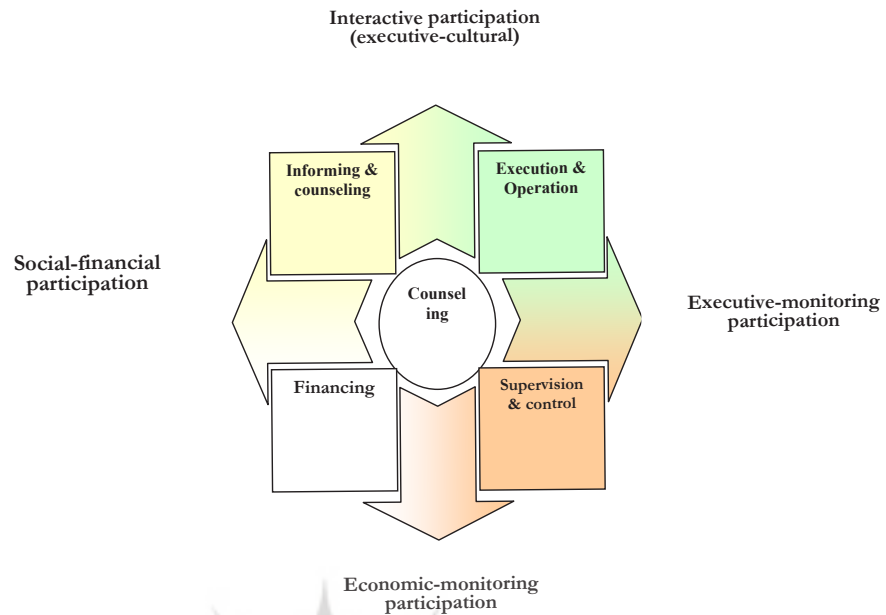 Interactive participation
(executive-cultural)
Informing &
counseling
Execution &
Operation
Social-financial
participation
Counsel
ing
Executive-monitoring
participation
Financing
Supervision
& control
Economic-monitoring
participation